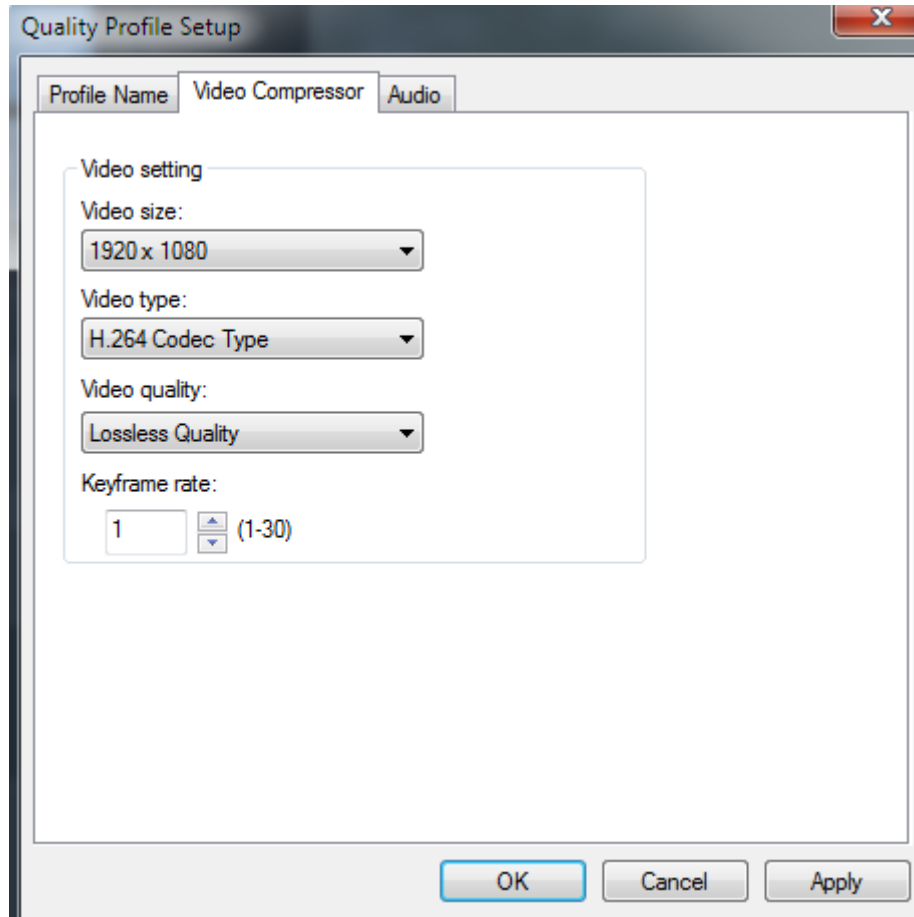 Quality Profile Setup
Profile Name Video Compressor Audio
Video setting
Video size:
1920 x 1080
Video type:
H.264 Codec Type
Video quality:
Lossless Quality
Keyframe rate:
1 (1-30)
OK Cancel Apply